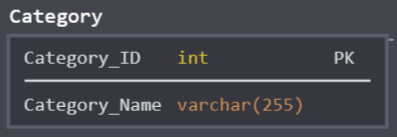 Category
Category_ID int PK
Category_Name varchar(255)